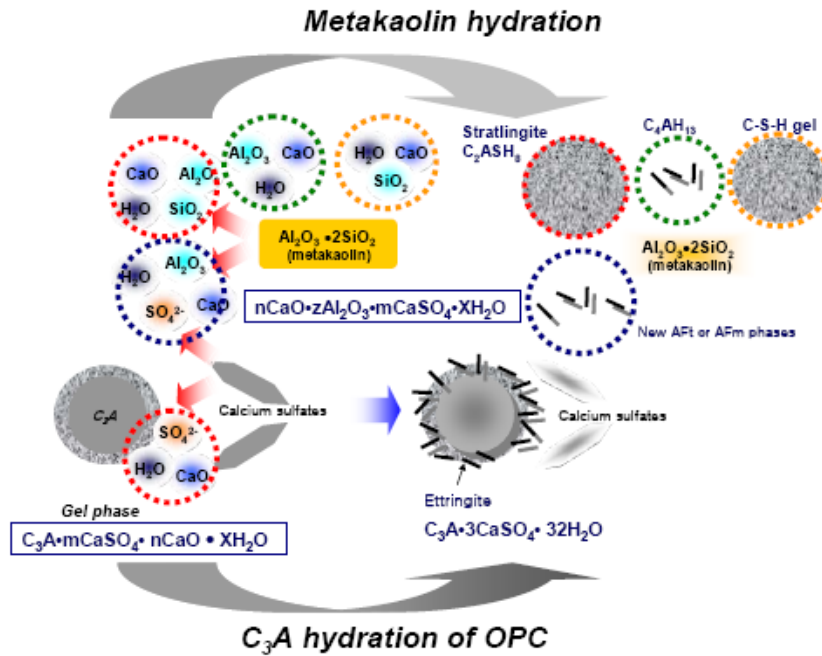 Metakaolin hydration
Stratlingite
C₂ASH₈
C₄AH₁₃
C-S-H gel
CaO
Al₂O
H₂O
SiO₂
Al₂O₃
CaO
H₂O
H₂O
CaO
SiO₂
Al₂O₃•2SiO₂
(metakaolin)
Al₂O₃•2SiO₂
(metakaolin)
H₂O
Al₂O₃
SO₄²⁻
CaO
nCaO•zAl₂O₃•mCaSO₄•XH₂O
New AFt or AFm phases
C₃A
SO₄²⁻
H₂O
CaO
Calcium sulfates
Calcium sulfates
Gel phase
C₃A•mCaSO₄• nCaO • XH₂O
Ettringite
C₃A•3CaSO₄• 32H₂O
C₃A hydration of OPC